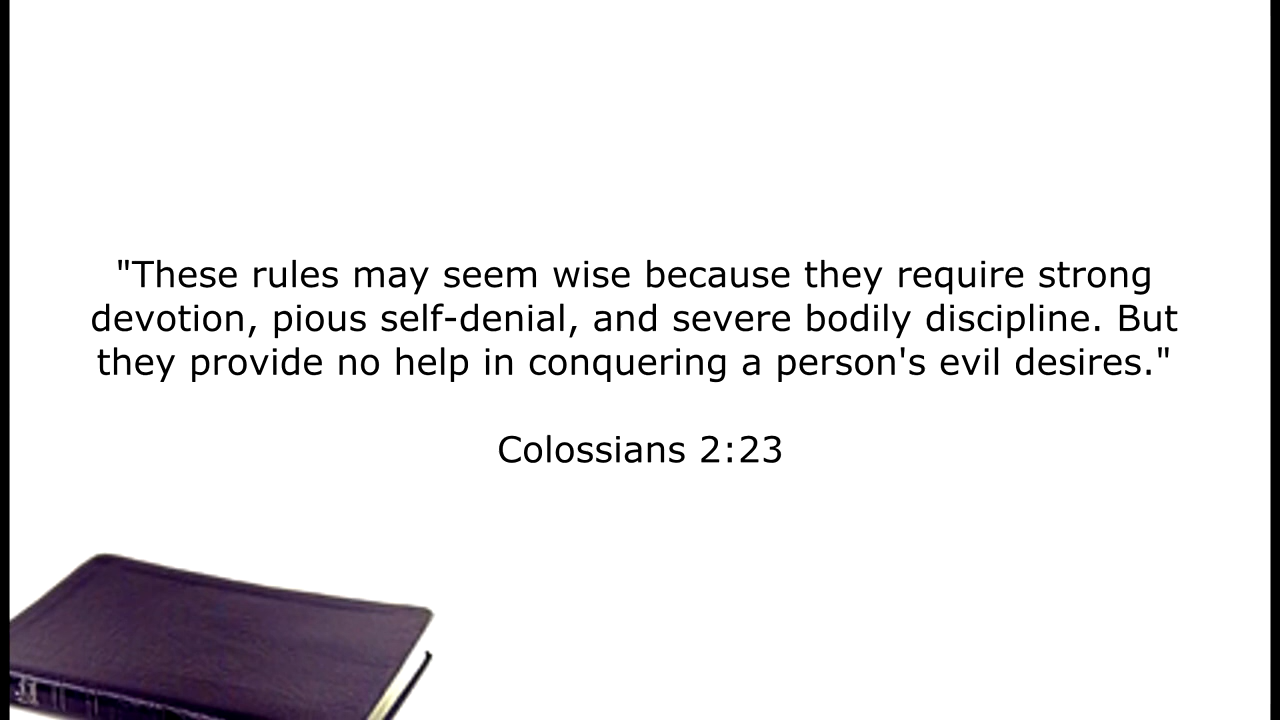 "These rules may seem wise because they require strong
devotion, pious self-denial, and severe bodily discipline. But
they provide no help in conquering a person's evil desires."
Colossians 2:23